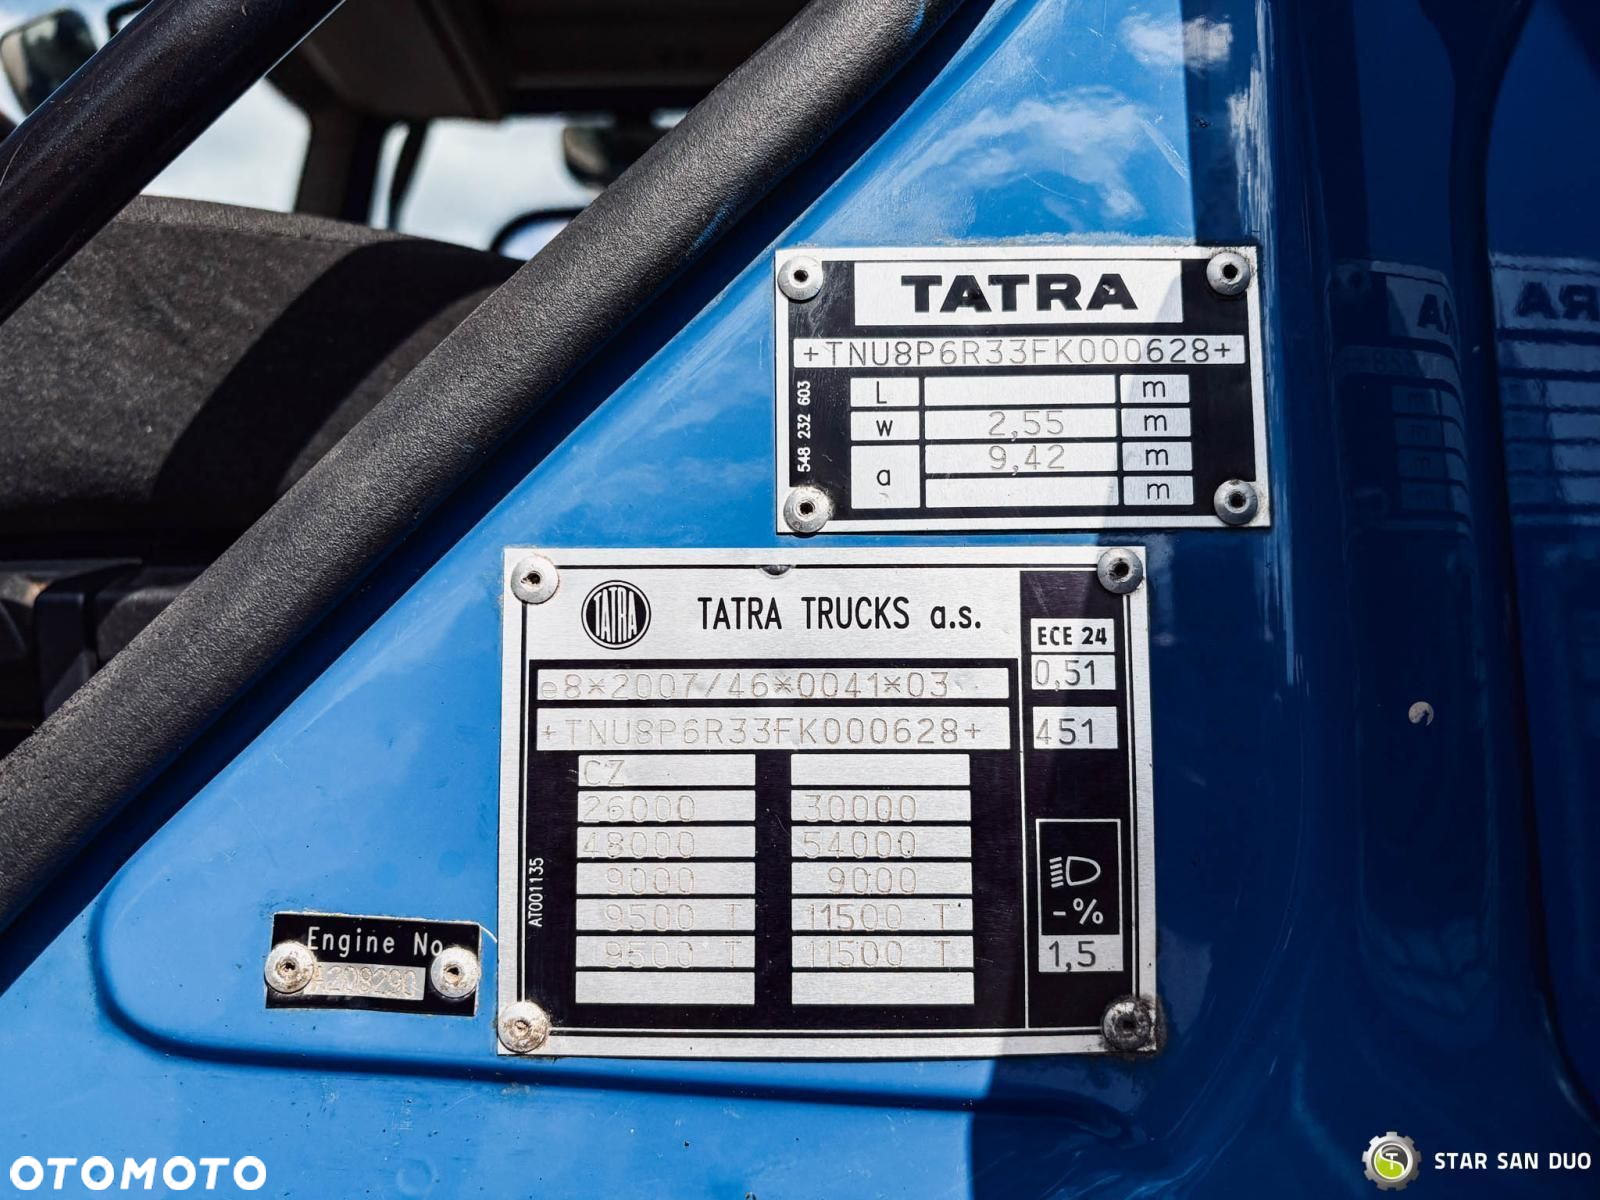 TATRA
+TNU8P6R33FK000628+
L m
w 2,55 m
a 9,42 m
m
548 232 603
TATRA
TATRA TRUCKS a.s.
e8*2007/46*0041*03
+TNU8P6R33FK000628+
CZ
26000 30000
48000 54000
9000 9000
9500 T 11500 T
9500 T 11500 T
AT001135
ECE 24
0,51
451
-%
1,5
Engine No
OTOMOTO
STAR SAN DUO